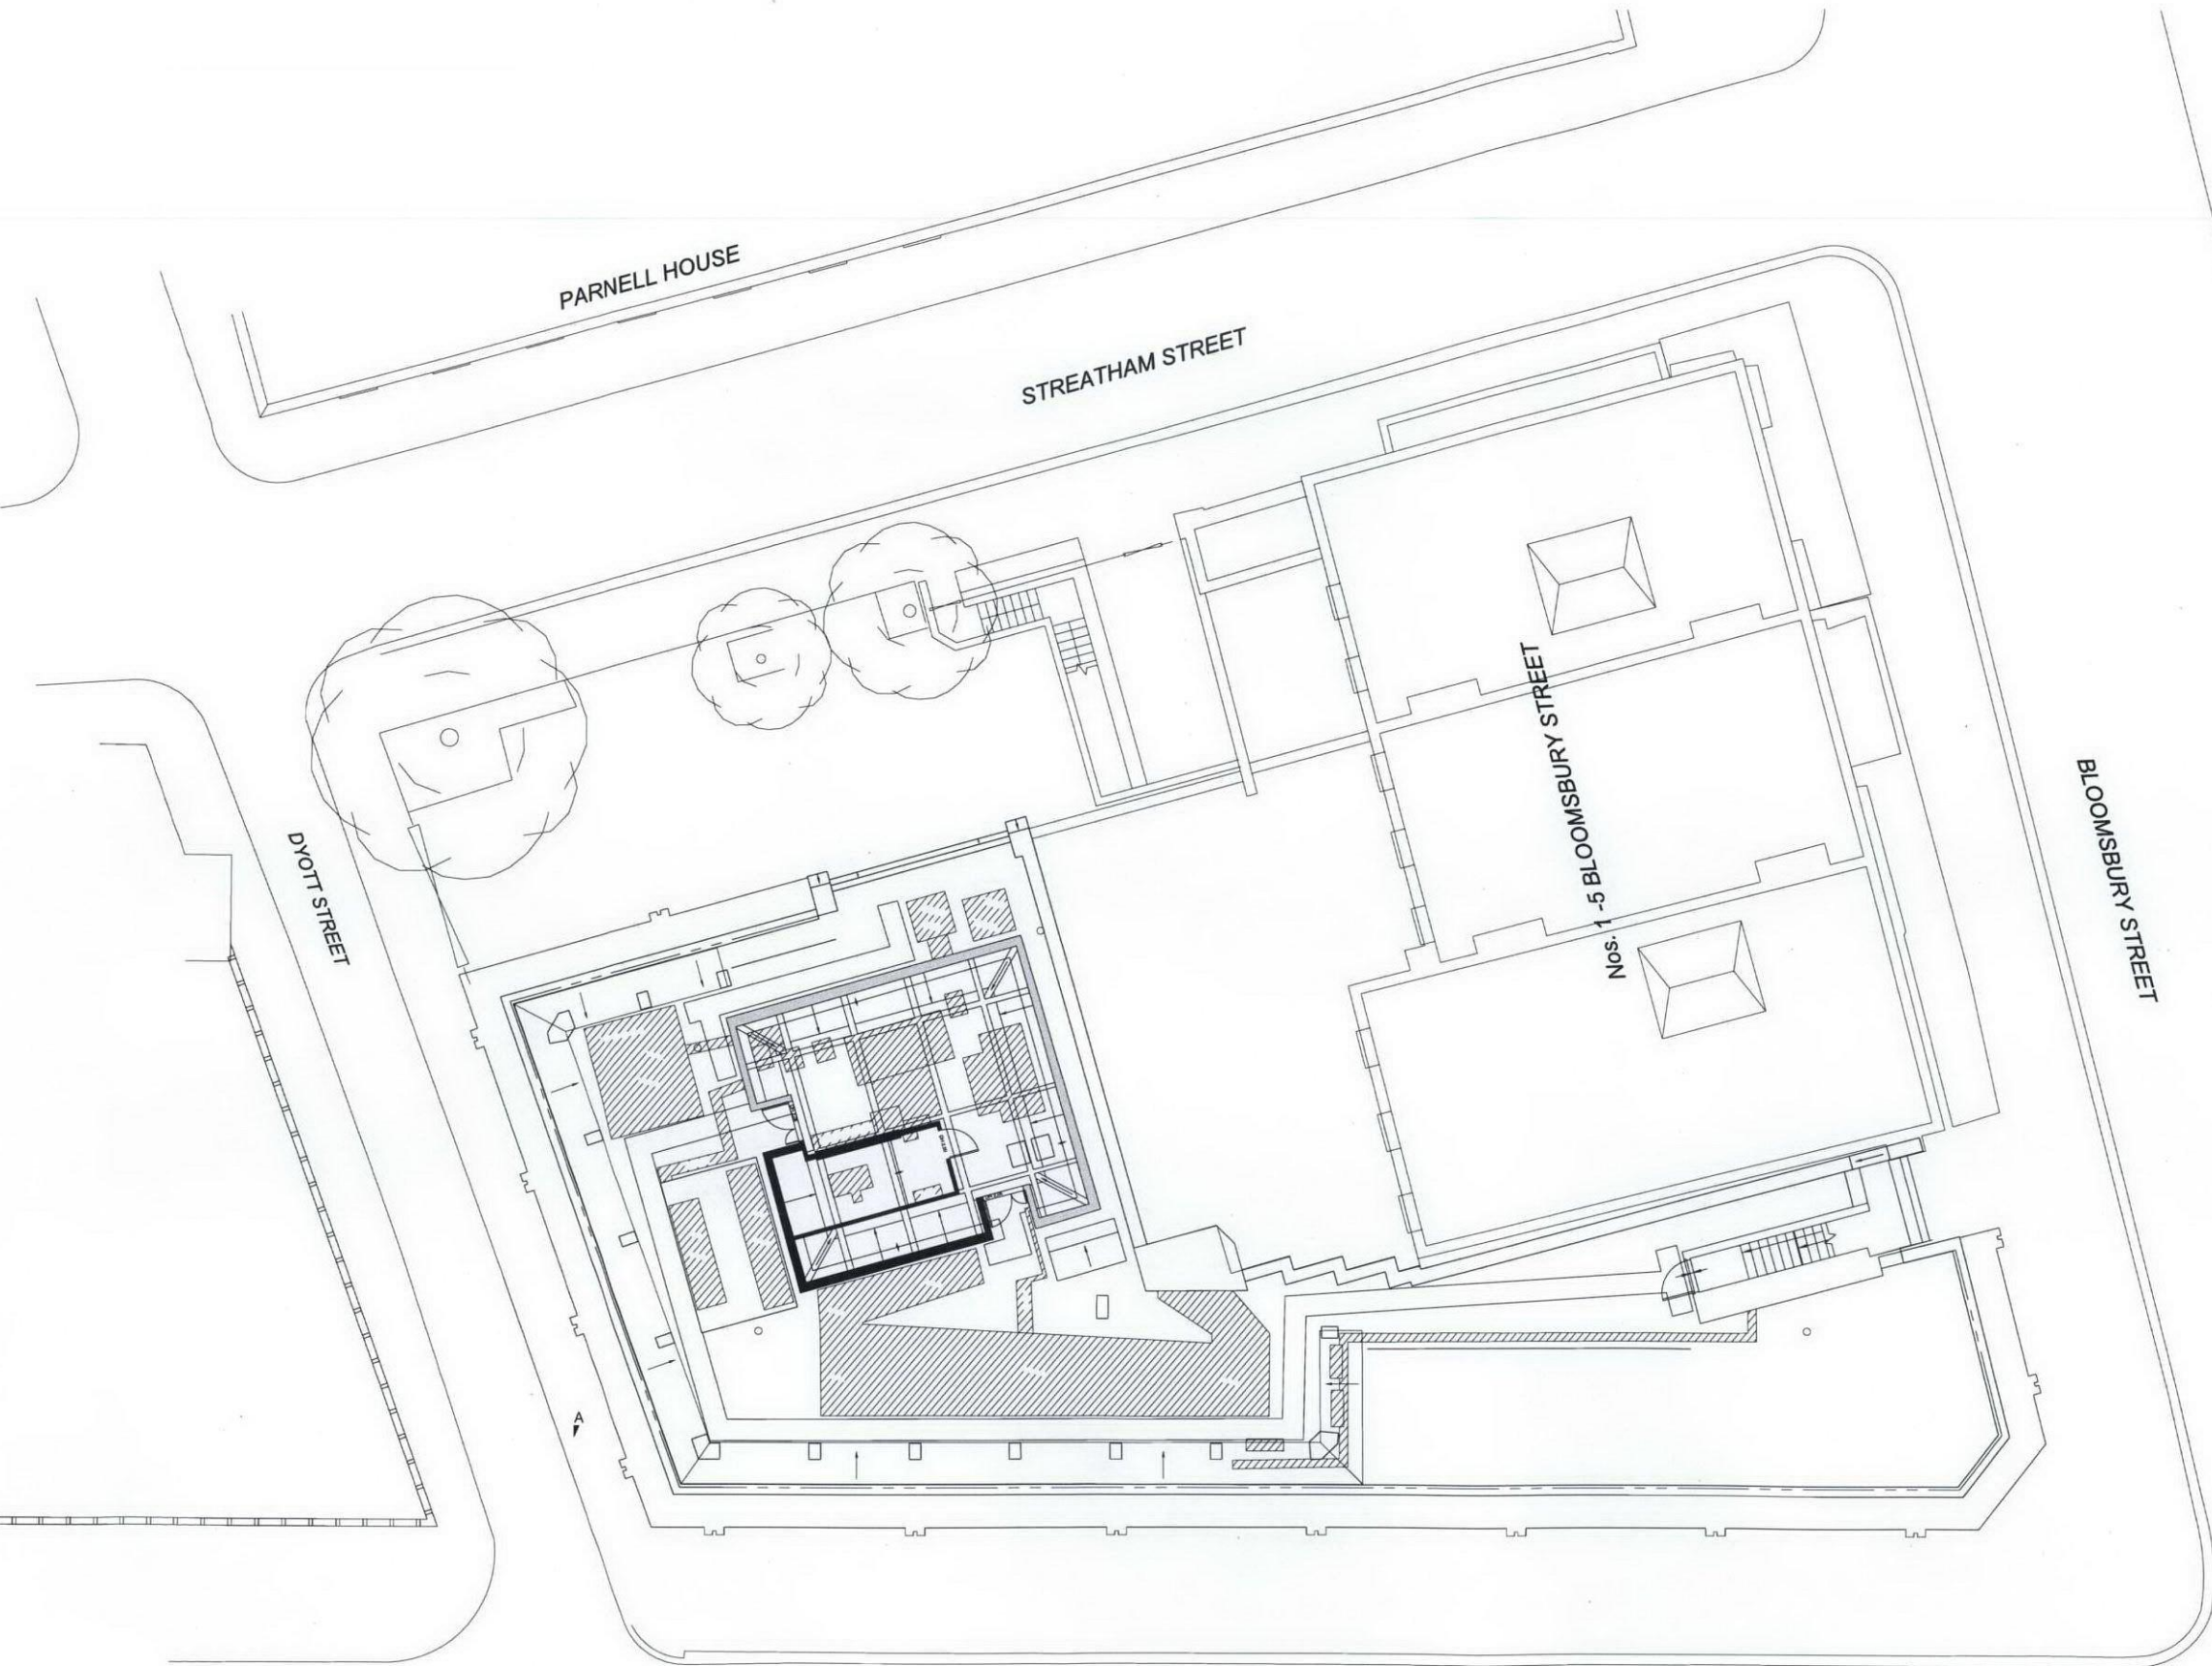 PARNELL HOUSE
STREATHAM STREET
Nos. 1 -5 BLOOMSBURY STREET
BLOOMSBURY STREET
DYOTT STREET
A